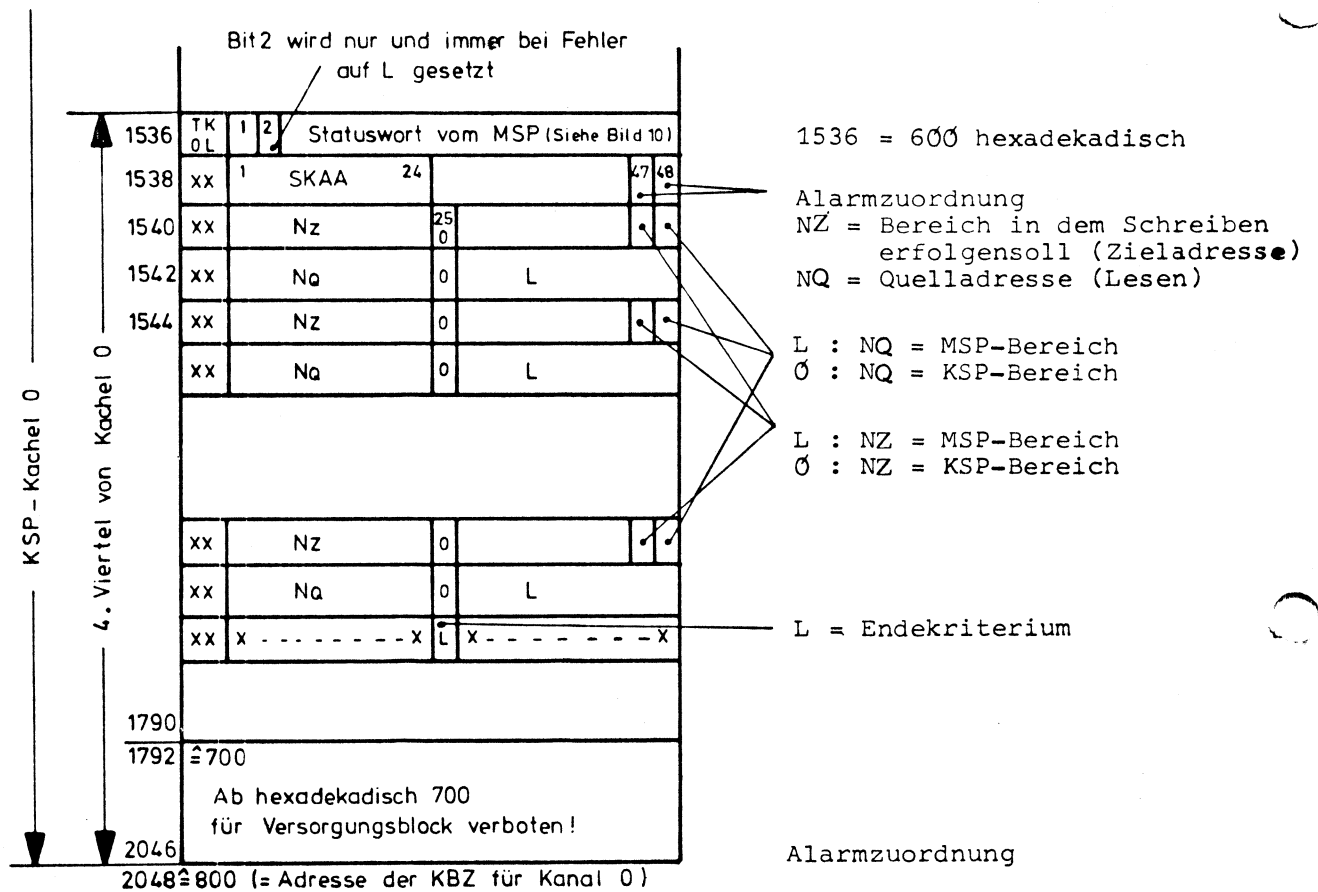 Bit2 wird nur und immer bei Fehler
auf L gesetzt
1536 TK OL 1 2 Statuswort vom MSP (Siehe Bild 10)
1538 xx 1 SKAA 24 47 48
1540 xx Nz 25 0
1542 xx NQ 0 L
1544 xx Nz 0
xx NQ 0 L
xx Nz 0
xx NQ 0 L
xx X - - - - - - - X L X - - - - - - - X
1790
1792 ≙700
Ab hexadekadisch 700
für Versorgungsblock verboten!
2046
2048≙800 (= Adresse der KBZ für Kanal 0)
KSP - Kachel 0
4. Viertel von Kachel 0
1536 = 6ØØ hexadekadisch
Alarmzuordnung
NZ = Bereich in dem Schreiben
erfolgensoll (Zieladresse)
NQ = Quelladresse (Lesen)
L : NQ = MSP-Bereich
Ø : NQ = KSP-Bereich
L : NZ = MSP-Bereich
Ø : NZ = KSP-Bereich
L = Endekriterium
Alarmzuordnung